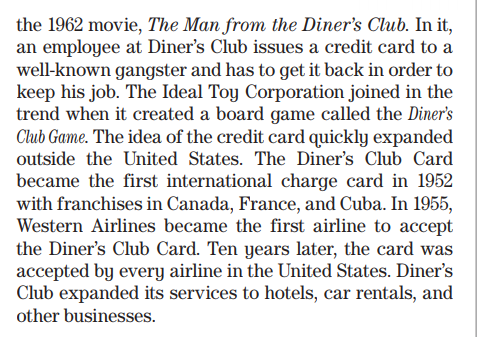 the 1962 movie, The Man from the Diner's Club. In it,
an employee at Diner's Club issues a credit card to a
well-known gangster and has to get it back in order to
keep his job. The Ideal Toy Corporation joined in the
trend when it created a board game called the Diner's
Club Game. The idea of the credit card quickly expanded
outside the United States. The Diner's Club Card
became the first international charge card in 1952
with franchises in Canada, France, and Cuba. In 1955,
Western Airlines became the first airline to accept
the Diner's Club Card. Ten years later, the card was
accepted by every airline in the United States. Diner's
Club expanded its services to hotels, car rentals, and
other businesses.